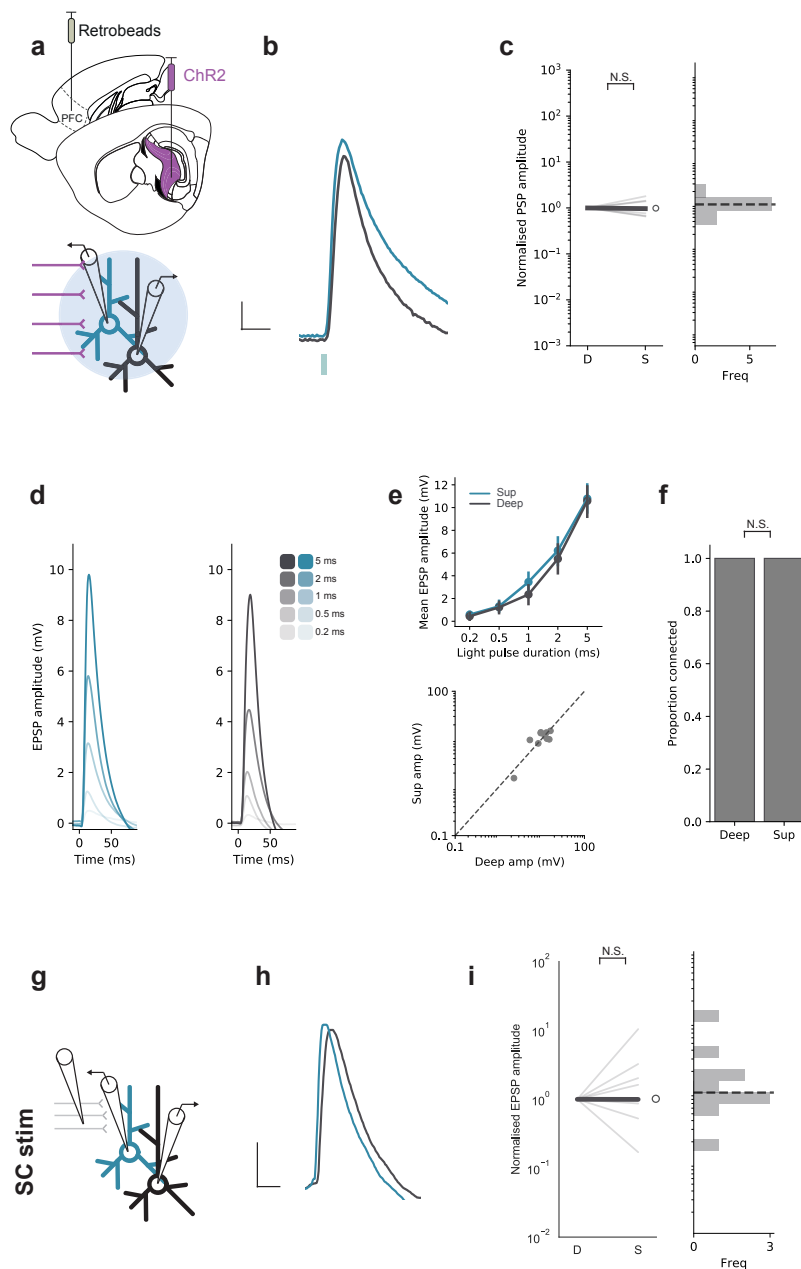 a
Retrobeads
ChR2
PFC
b
c
N.S.
Normalised PSP amplitude
10³
10²
10¹
10⁰
10⁻¹
10⁻²
10⁻³
D
S
0
5
Freq
d
EPSP amplitude (mV)
10
8
6
4
2
0
0
50
Time (ms)
10
8
6
4
2
0
0
50
Time (ms)
5 ms
2 ms
1 ms
0.5 ms
0.2 ms
e
Mean EPSP amplitude (mV)
12
10
8
6
4
2
0
Sup
Deep
0.2
0.5
1
2
5
Light pulse duration (ms)
Sup amp (mV)
100
0.1
0.1
100
Deep amp (mV)
f
N.S.
Proportion connected
1.0
0.8
0.6
0.4
0.2
0.0
Deep
Sup
g
SC stim
h
i
N.S.
Normalised EPSP amplitude
10²
10¹
10⁰
10⁻¹
10⁻²
D
S
0
3
Freq